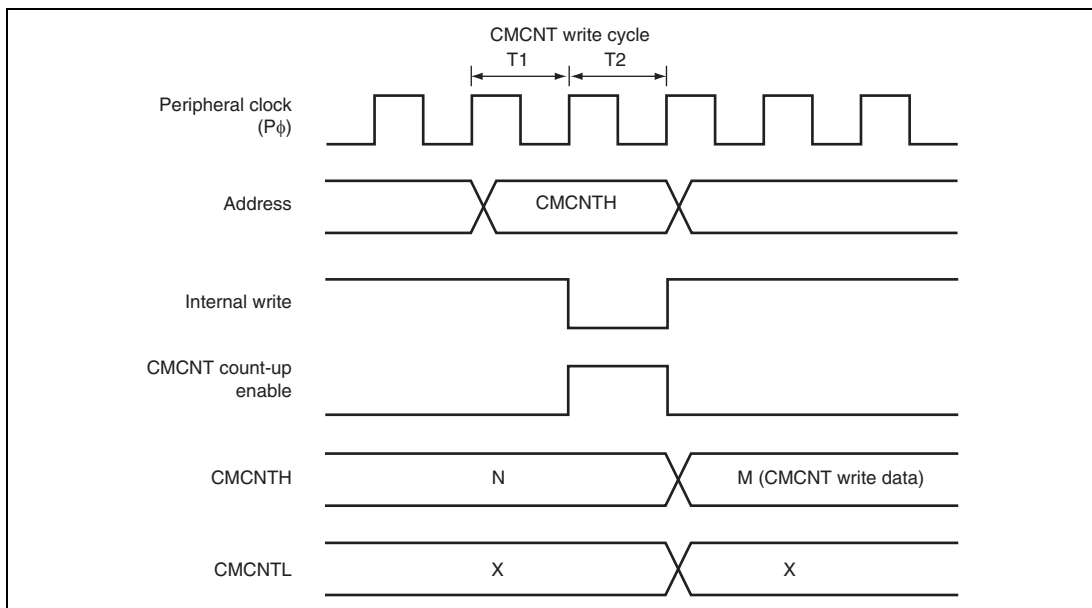 CMCNT write cycle
T1 T2
Peripheral clock
(Pϕ)
Address
CMCNTH
Internal write
CMCNT count-up
enable
CMCNTH
N
M (CMCNT write data)
CMCNTL
X
X